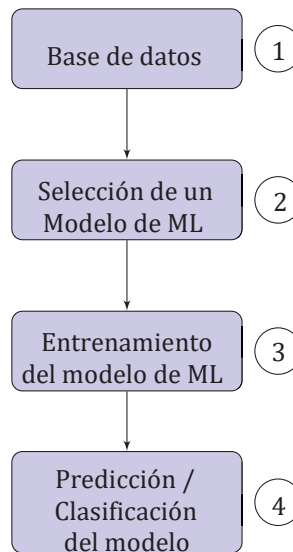 Base de datos
1
Selección de un
Modelo de ML
2
Entrenamiento
del modelo de ML
3
Predicción /
Clasificación
del modelo
4